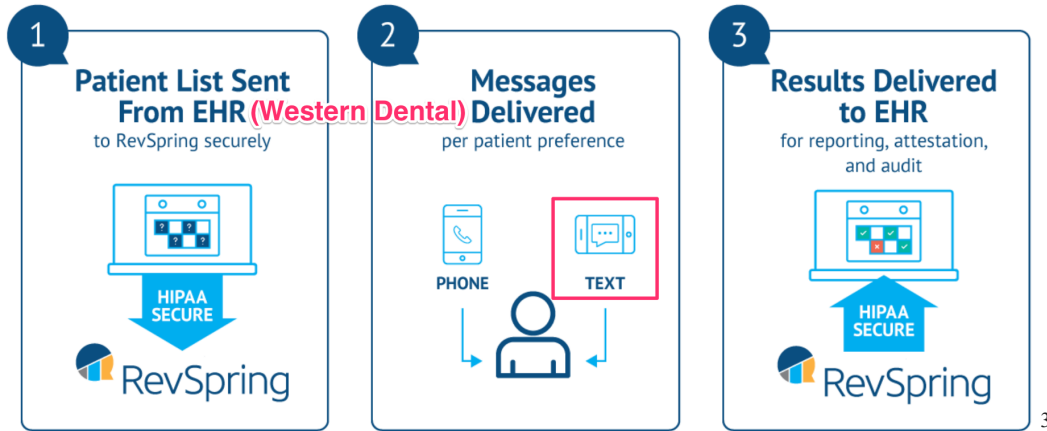 1
Patient List Sent
From EHR (Western Dental)
to RevSpring securely
? ?
? ?
HIPAA
SECURE
RevSpring
2
Messages
Delivered
per patient preference
PHONE
TEXT
3
Results Delivered
to EHR
for reporting, attestation,
and audit
HIPAA
SECURE
RevSpring